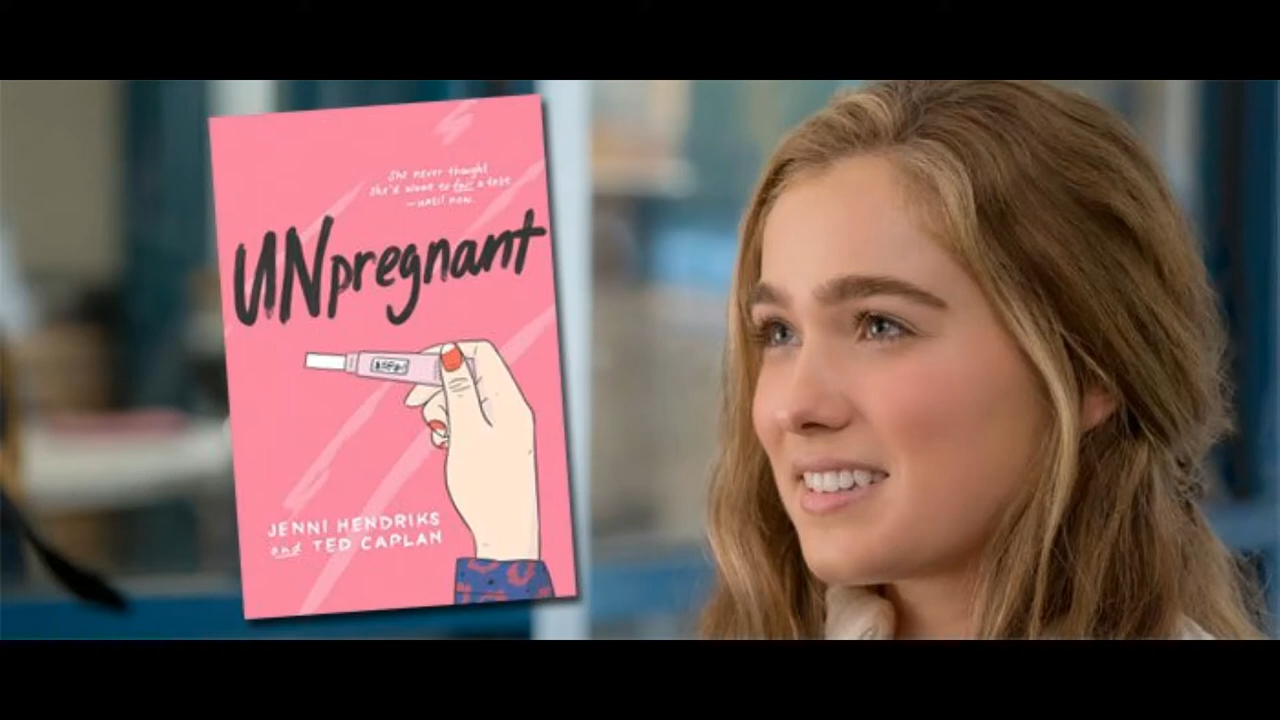 She never thought
she'd want to fail a test
—until now.
UNpregnant
JENNI HENDRIKS
and TED CAPLAN